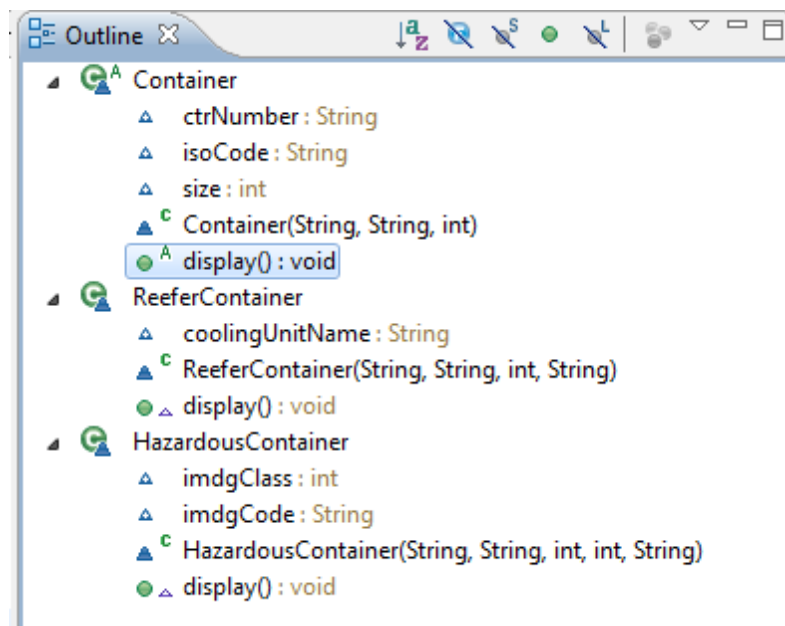 Outline
Container
ctrNumber : String
isoCode : String
size : int
Container(String, String, int)
display() : void
ReeferContainer
coolingUnitName : String
ReeferContainer(String, String, int, String)
display() : void
HazardousContainer
imdgClass : int
imdgCode : String
HazardousContainer(String, String, int, int, String)
display() : void